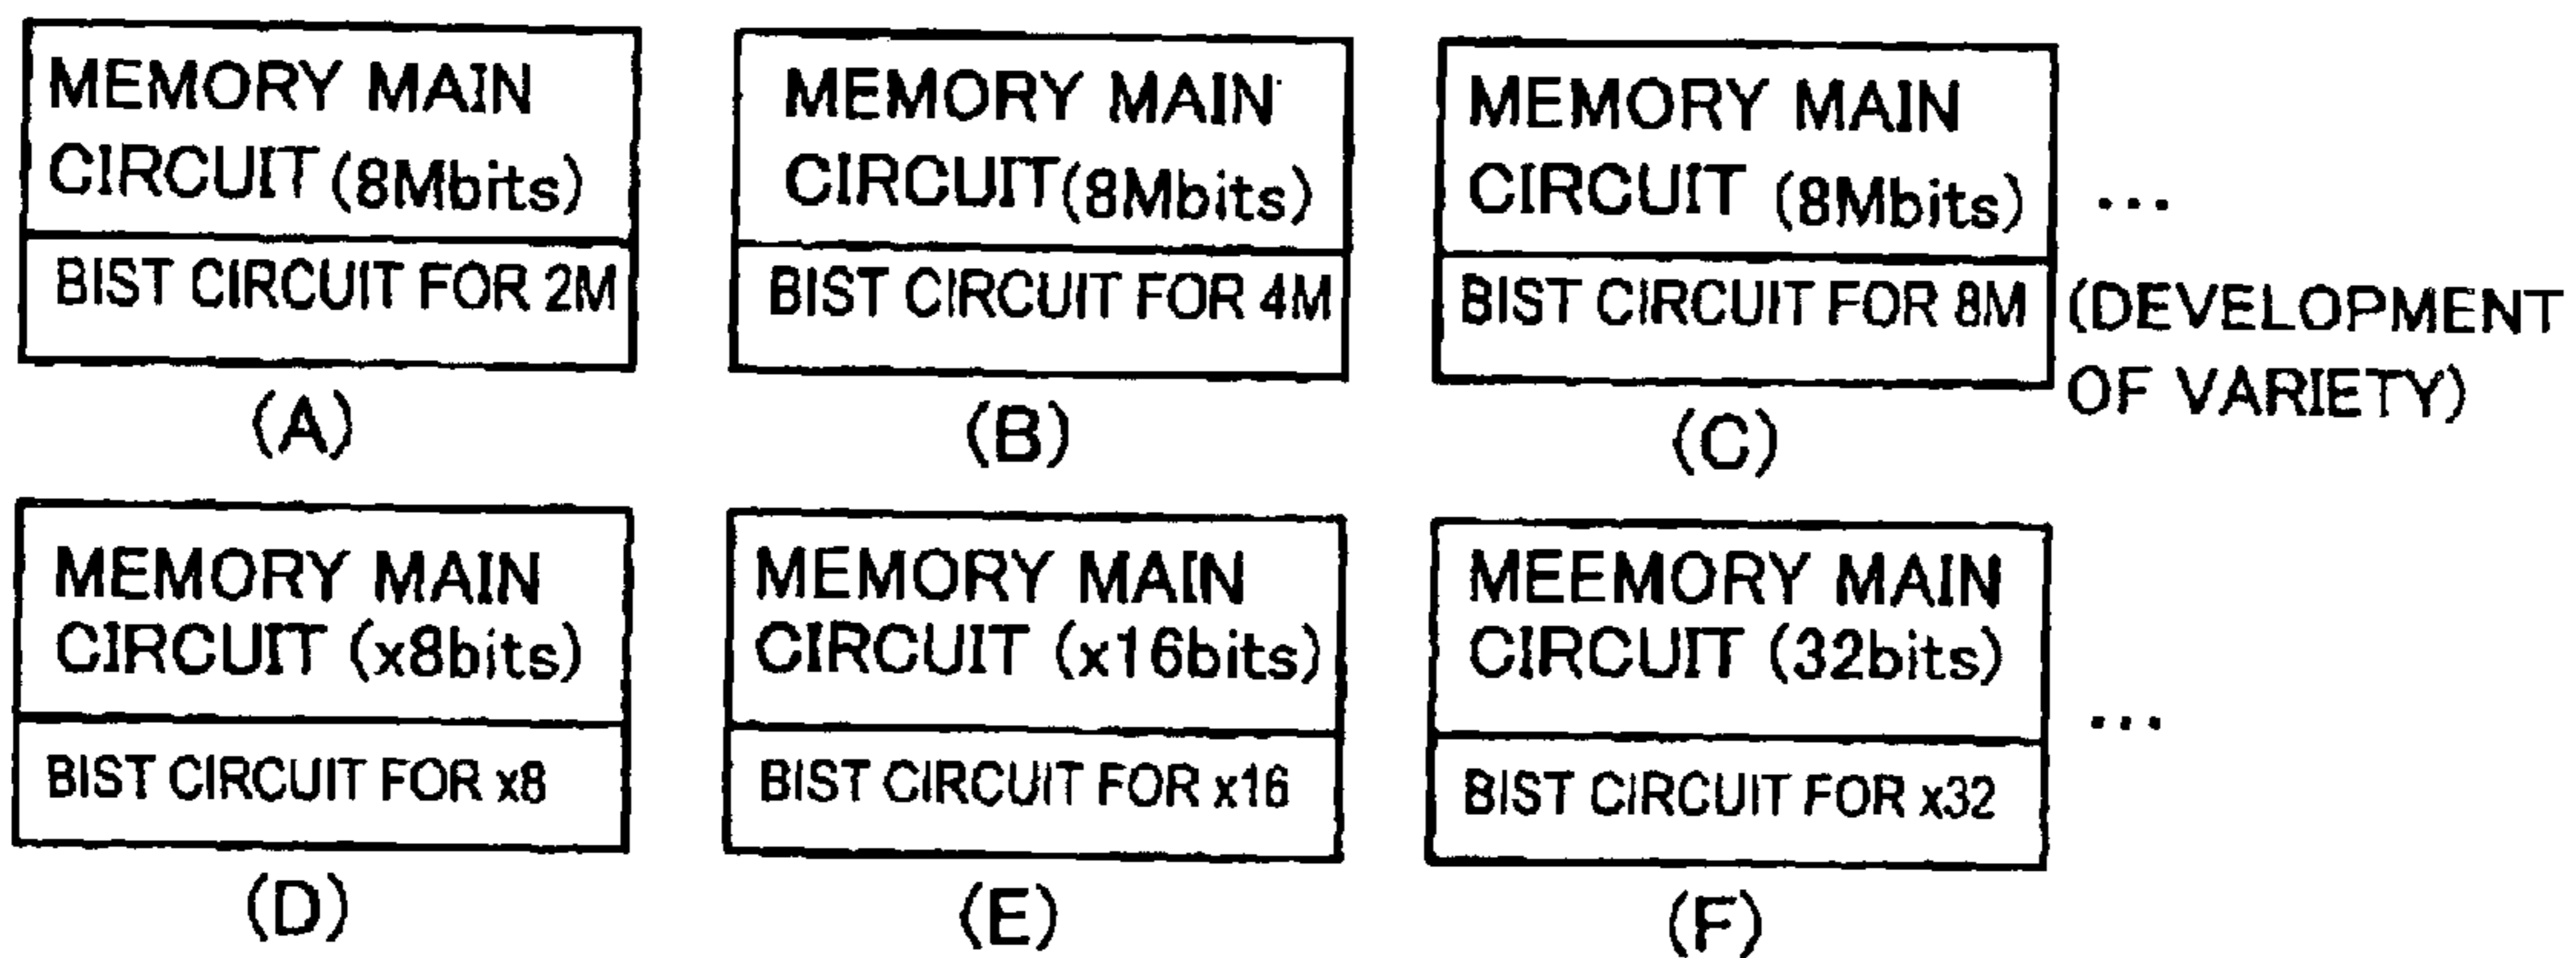 MEMORY MAIN
CIRCUIT (8Mbits)
BIST CIRCUIT FOR 2M
(A)
MEMORY MAIN
CIRCUIT(8Mbits)
BIST CIRCUIT FOR 4M
(B)
MEMORY MAIN
CIRCUIT (8Mbits)
BIST CIRCUIT FOR 8M
(C)
...
(DEVELOPMENT
OF VARIETY)
MEMORY MAIN
CIRCUIT (x8bits)
BIST CIRCUIT FOR x8
(D)
MEMORY MAIN
CIRCUIT (x16bits)
BIST CIRCUIT FOR x16
(E)
MEEMORY MAIN
CIRCUIT (32bits)
BIST CIRCUIT FOR x32
(F)
...